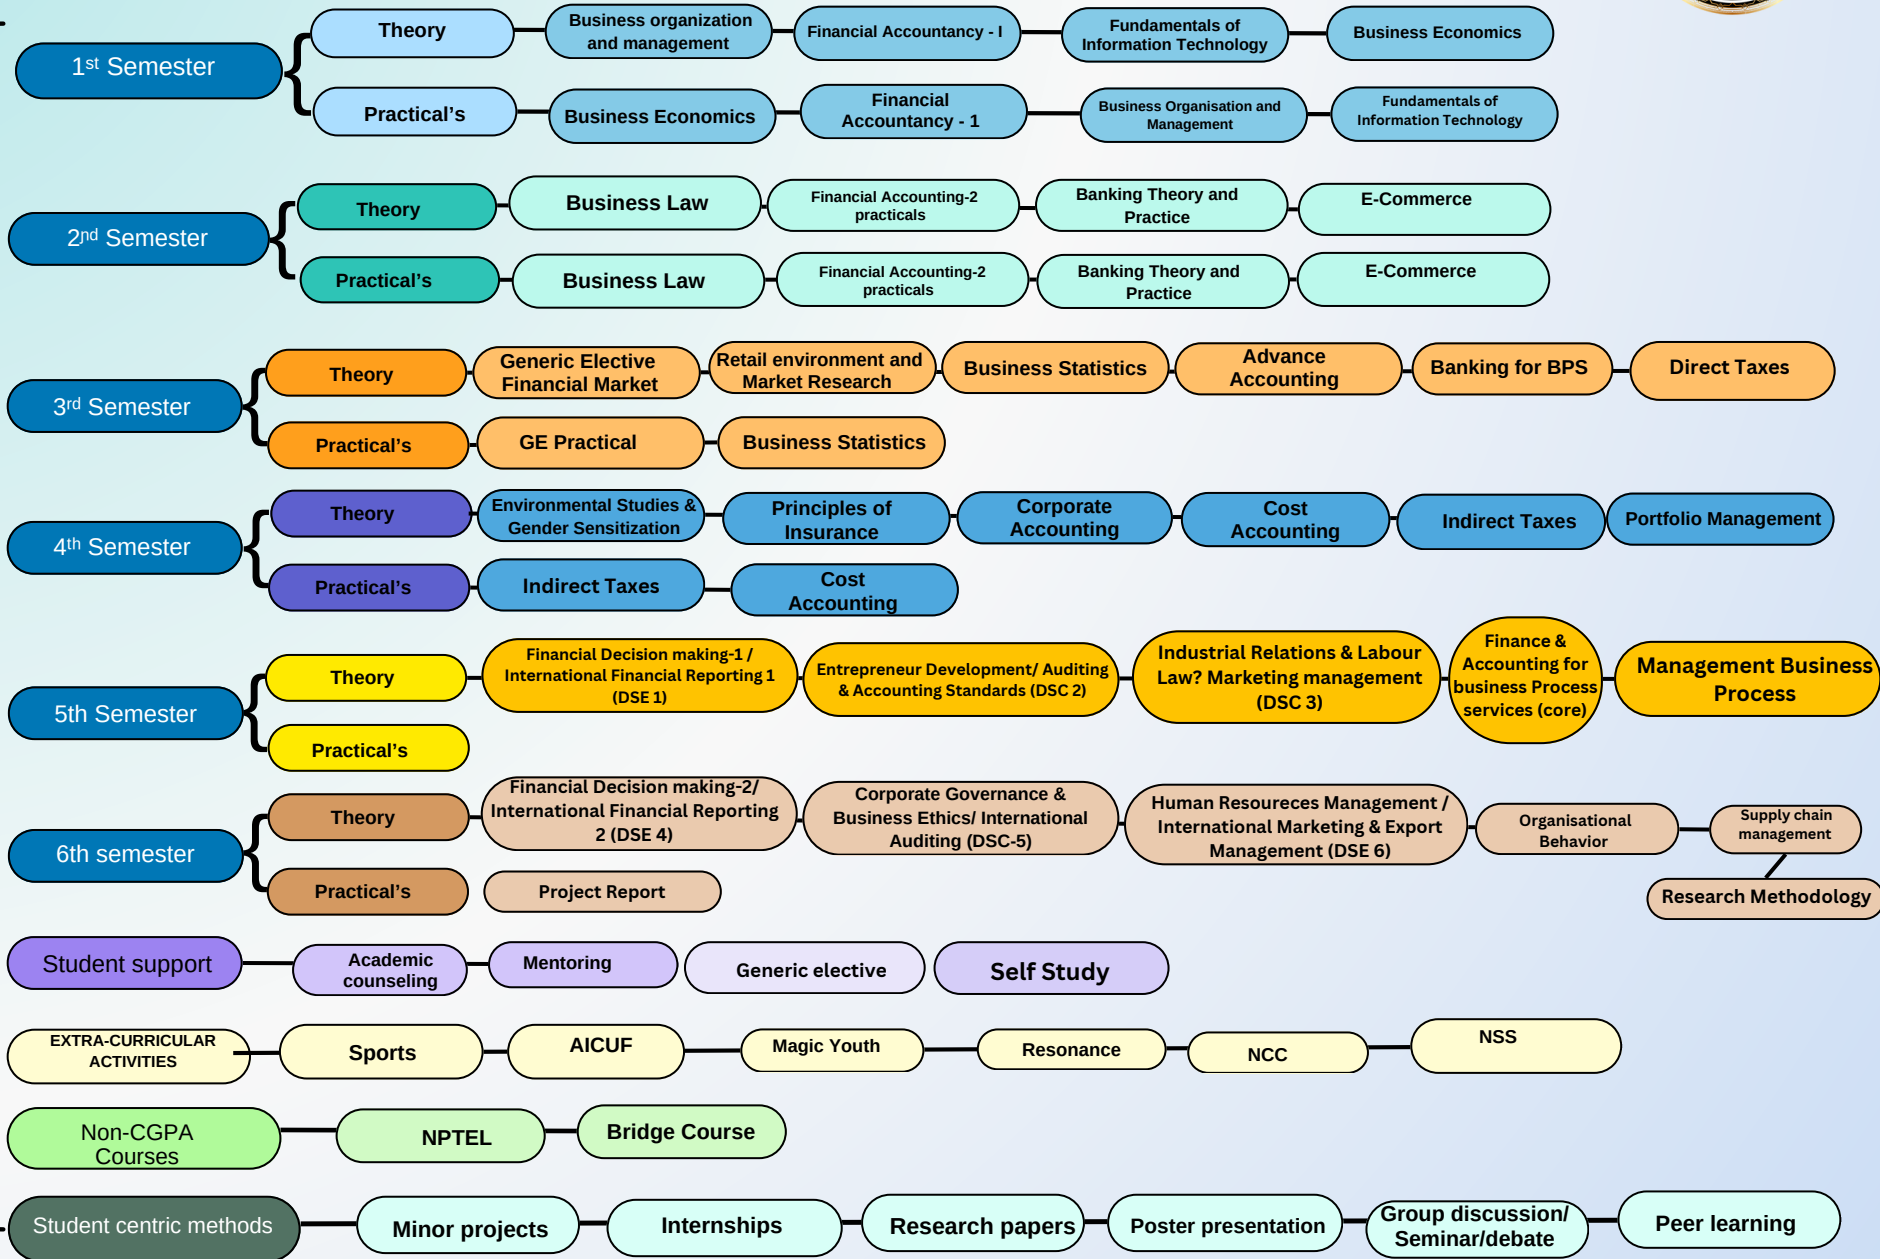 1st Semester
Theory
Business organization
and management
Financial Accountancy - I
Fundamentals of
Information Technology
Business Economics
Practical's
Business Economics
Financial
Accountancy - 1
Business Organisation and
Management
Fundamentals of
Information Technology
2nd Semester
Theory
Business Law
Financial Accounting-2
practicals
Banking Theory and
Practice
E-Commerce
Practical's
Business Law
Financial Accounting-2
practicals
Banking Theory and
Practice
E-Commerce
3rd Semester
Theory
Generic Elective
Financial Market
Retail environment and
Market Research
Business Statistics
Advance
Accounting
Banking for BPS
Direct Taxes
Practical's
GE Practical
Business Statistics
4th Semester
Theory
Environmental Studies &
Gender Sensitization
Principles of
Insurance
Corporate
Accounting
Cost
Accounting
Indirect Taxes
Portfolio Management
Practical's
Indirect Taxes
Cost
Accounting
5th Semester
Theory
Financial Decision making-1 /
International Financial Reporting 1
(DSE 1)
Entrepreneur Development/ Auditing
& Accounting Standards (DSC 2)
Industrial Relations & Labour
Law? Marketing management
(DSC 3)
Finance &
Accounting for
business Process
services (core)
Management Business
Process
Practical's
6th semester
Theory
Financial Decision making-2/
International Financial Reporting
2 (DSE 4)
Corporate Governance &
Business Ethics/ International
Auditing (DSC-5)
Human Resoureces Management /
International Marketing & Export
Management (DSE 6)
Organisational
Behavior
Supply chain
management
Research Methodology
Practical's
Project Report
Student support
Academic
counseling
Mentoring
Generic elective
Self Study
EXTRA-CURRICULAR
ACTIVITIES
Sports
AICUF
Magic Youth
Resonance
NCC
NSS
Non-CGPA
Courses
NPTEL
Bridge Course
Student centric methods
Minor projects
Internships
Research papers
Poster presentation
Group discussion/
Seminar/debate
Peer learning